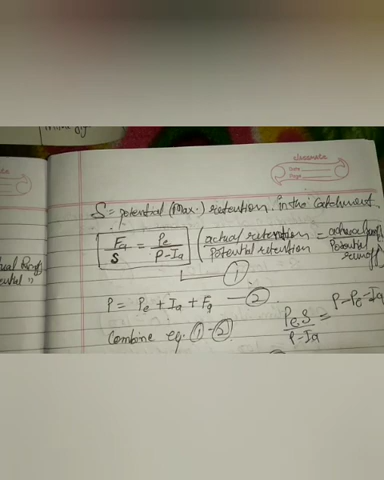 classmate
Date
Page
S = potential (Max.) retention in the Catchment.
Fa/S = Pe/P-Ia (actual retention/Potential retention = actual runoff/Potential runoff)
①
P = Pe + Ia + Fa — ②
Combine eq. ① - ②
Pe S/P-Ia = P-Pe-Ia